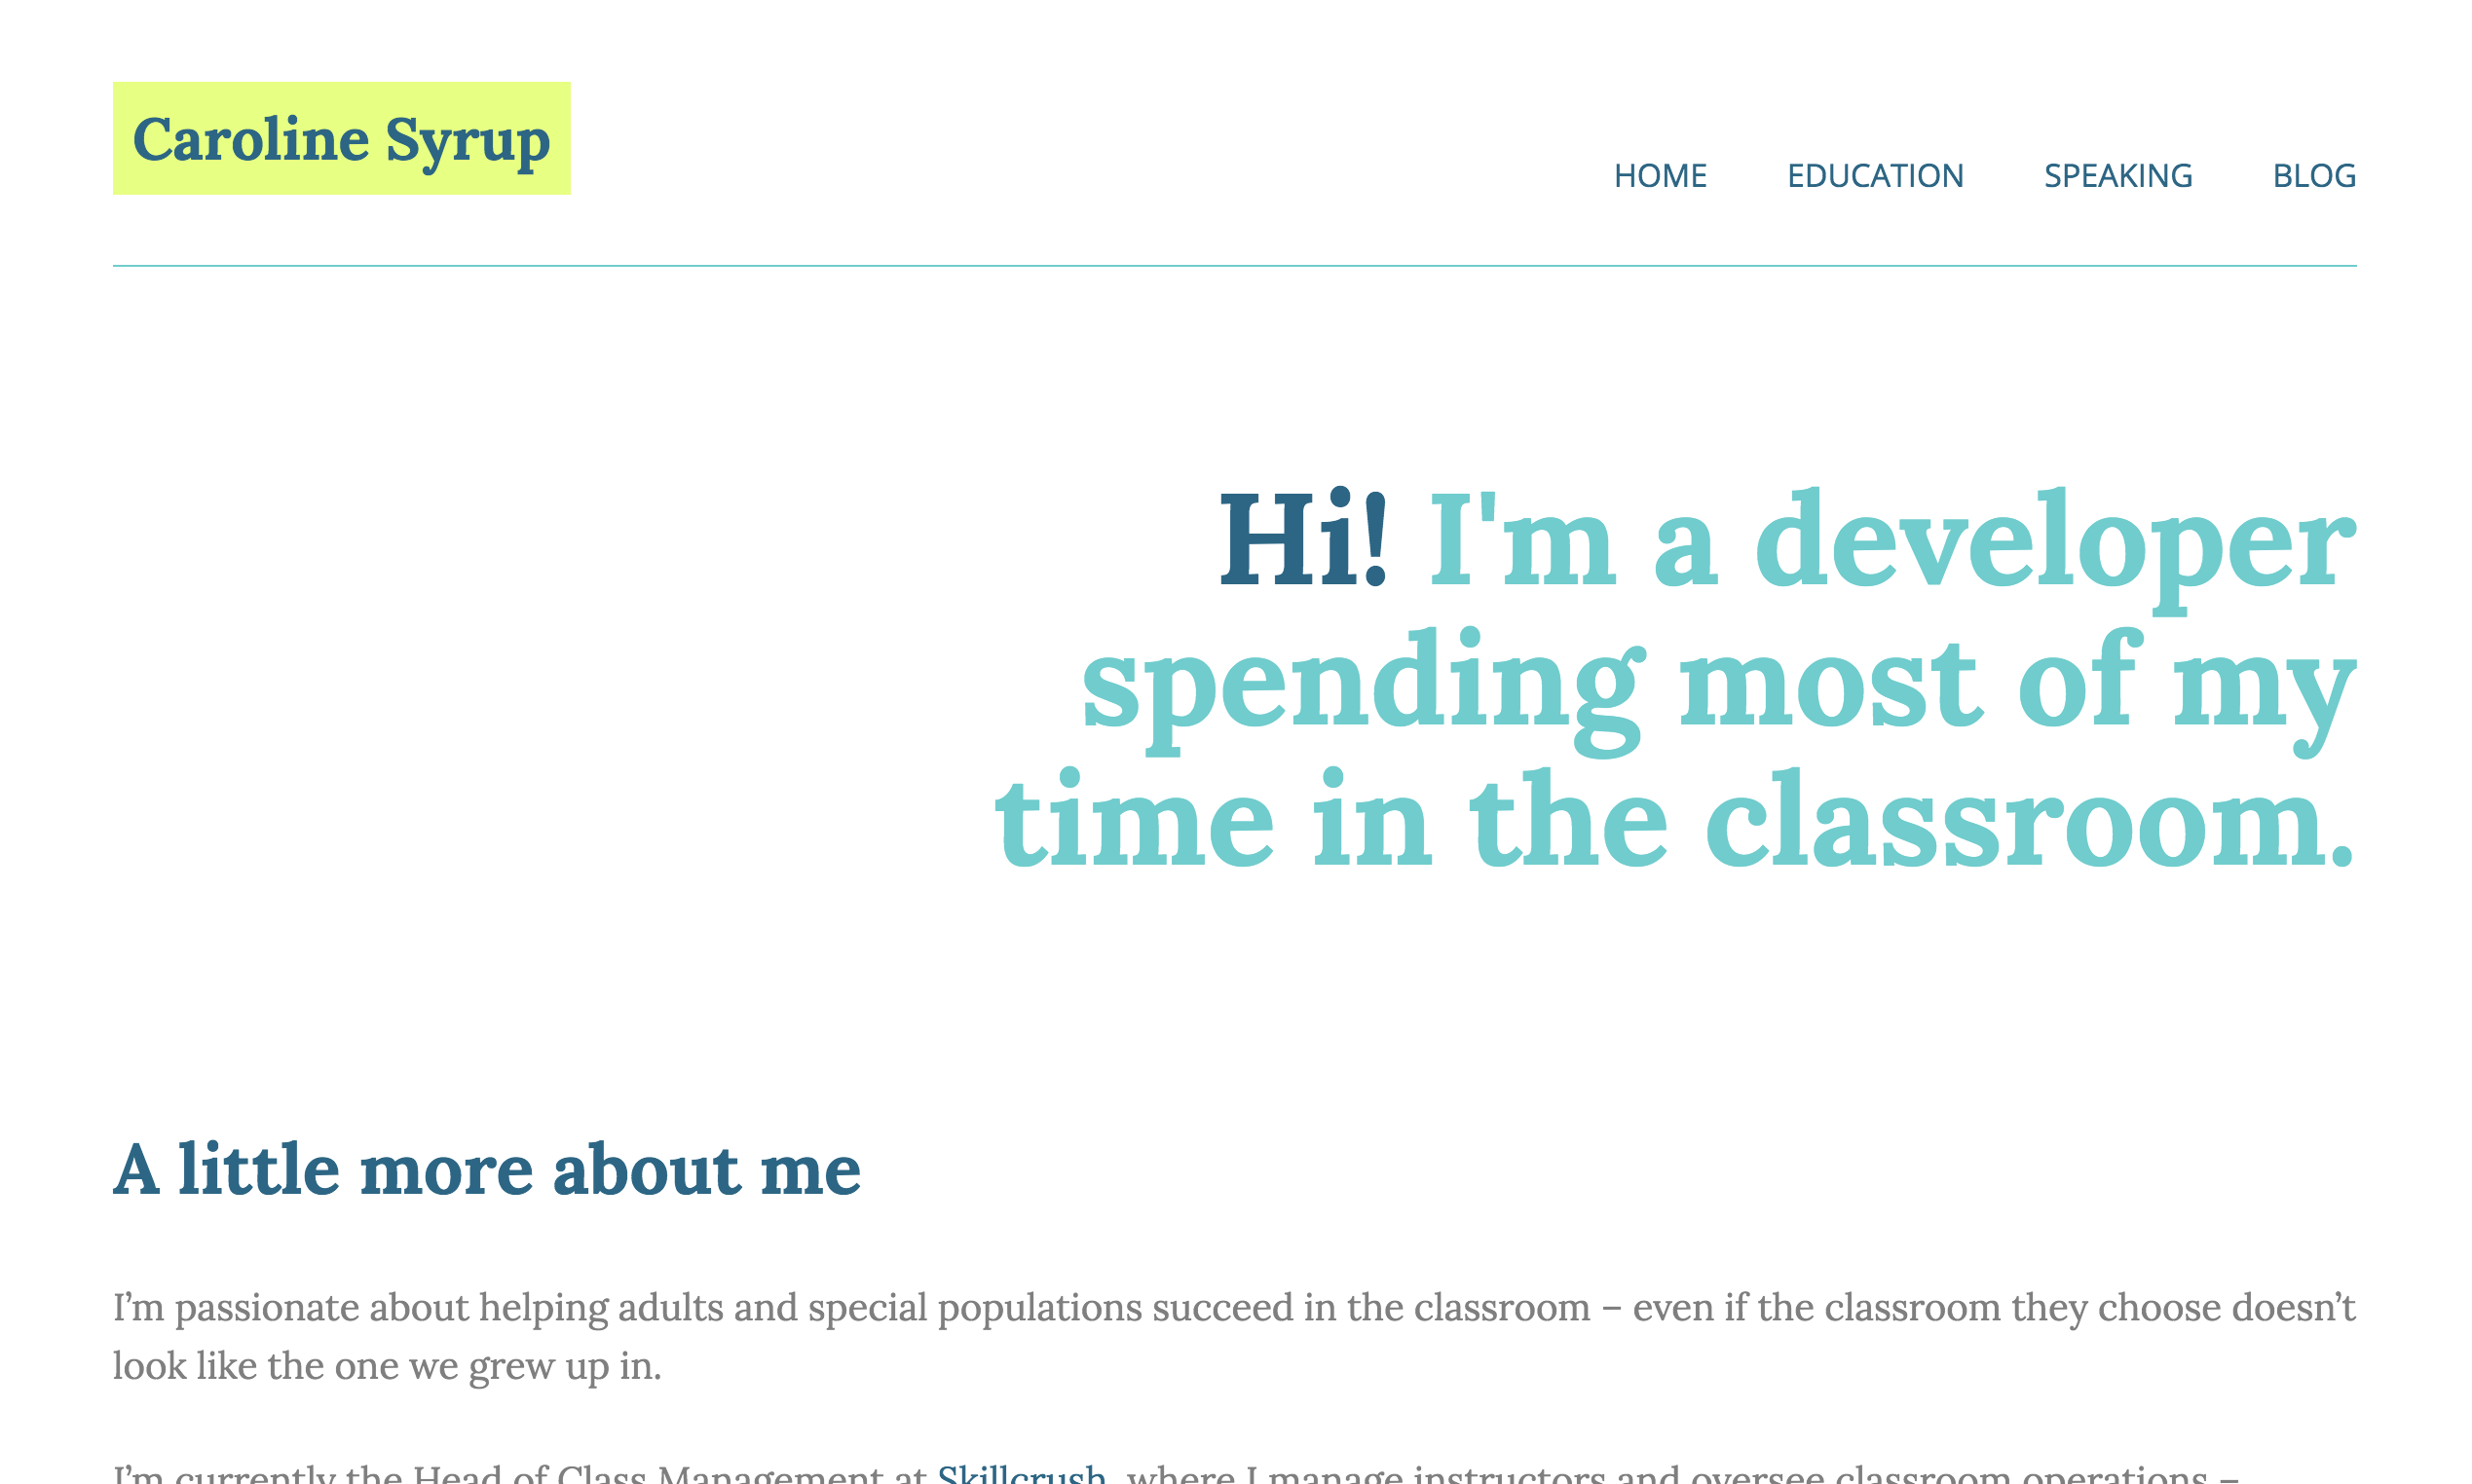 Caroline Syrup
HOME EDUCATION SPEAKING BLOG
Hi! I'm a developer
spending most of my
time in the classroom.
A little more about me
I’m passionate about helping adults and special populations succeed in the classroom – even if the classroom they choose doesn’t
look like the one we grew up in.
I’m currently the Head of Class Management at Skillcrush, where I manage instructors and oversee classroom operations –